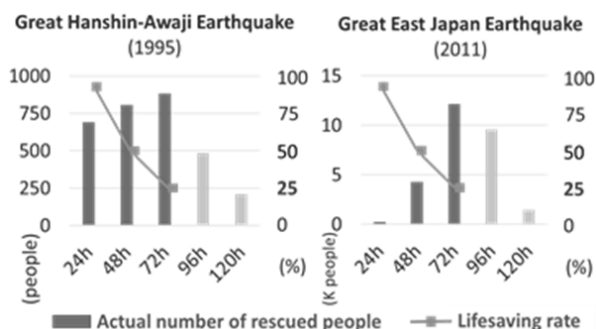 Great Hanshin-Awaji Earthquake
(1995)
1000
750
500
250
0
100
75
50
25
0
24h
48h
72h
96h
120h
(people)
(%)
Great East Japan Earthquake
(2011)
15
10
5
0
100
75
50
25
0
24h
48h
72h
96h
120h
(K people)
(%)
Actual number of rescued people
Lifesaving rate